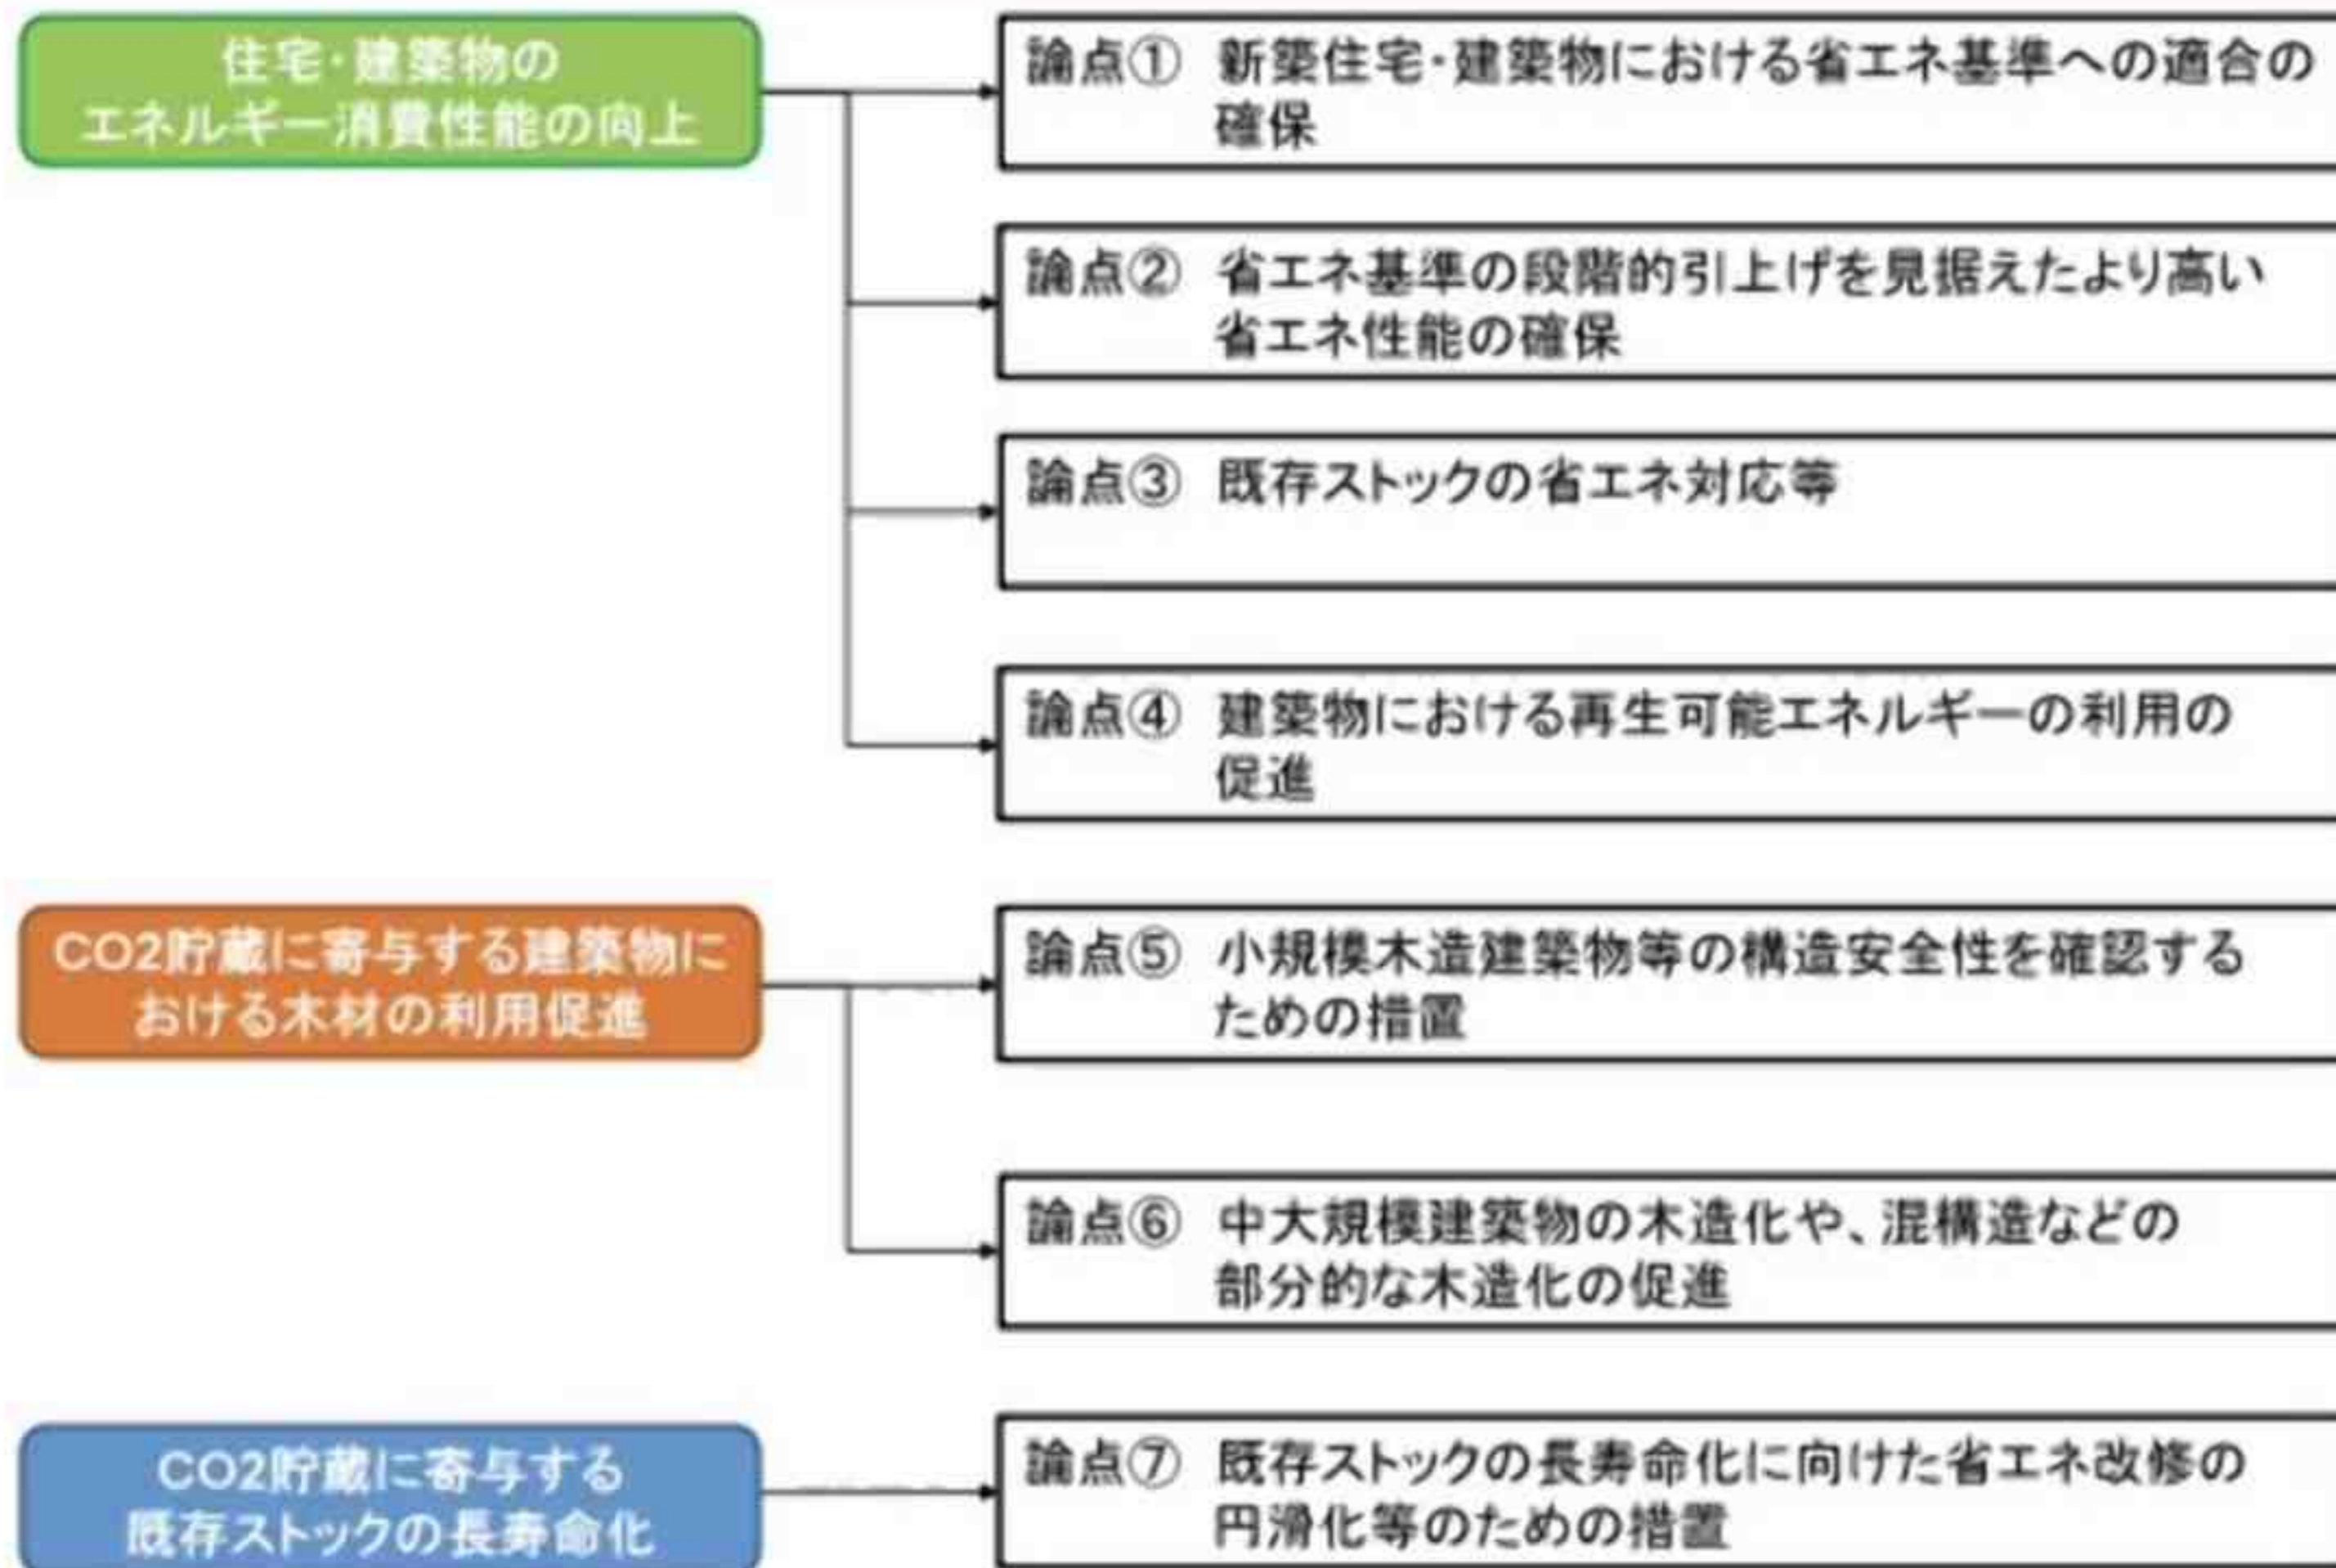 住宅・建築物の
エネルギー消費性能の向上
論点① 新築住宅・建築物における省エネ基準への適合の
確保
論点② 省エネ基準の段階的引上げを見据えたより高い
省エネ性能の確保
論点③ 既存ストックの省エネ対応等
論点④ 建築物における再生可能エネルギーの利用の
促進
CO2貯蔵に寄与する建築物に
おける木材の利用促進
論点⑤ 小規模木造建築物等の構造安全性を確認する
ための措置
論点⑥ 中大規模建築物の木造化や、混構造などの
部分的な木造化の促進
CO2貯蔵に寄与する
既存ストックの長寿命化
論点⑦ 既存ストックの長寿命化に向けた省エネ改修の
円滑化等のための措置